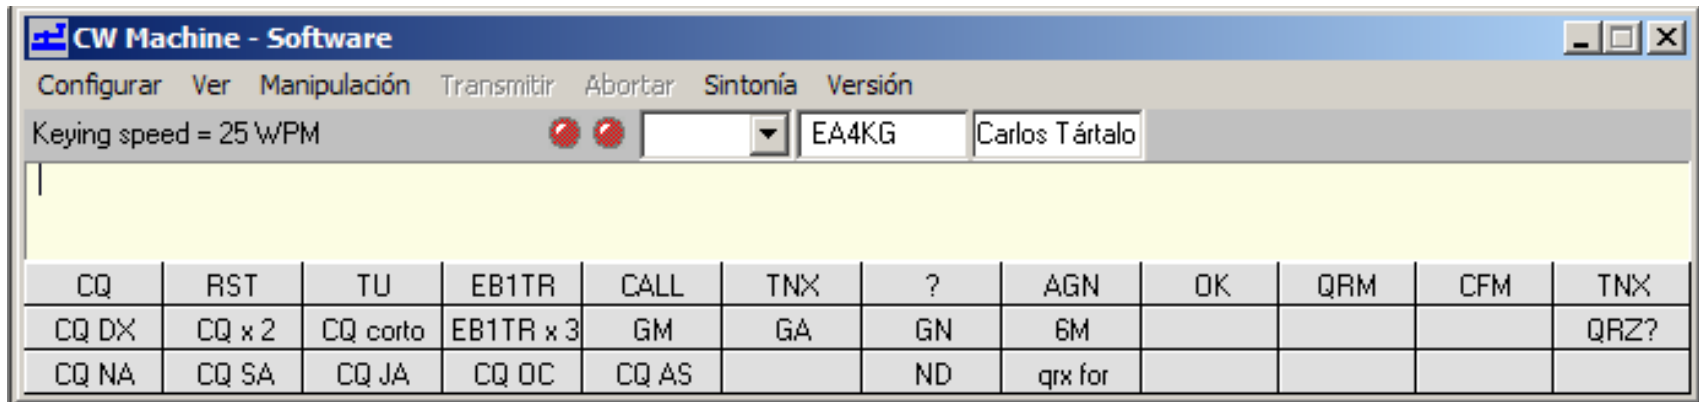 CW Machine - Software
Configurar Ver Manipulación Transmitir Abortar Sintonía Versión
Keying speed = 25 WPM EA4KG Carlos Tártalo
CQ RST TU EB1TR CALL TNX ? AGN OK QRM CFM TNX
CQ DX CQ x 2 CQ corto EB1TR x 3 GM GA GN 6M QRZ?
CQ NA CQ SA CQ JA CQ OC CQ AS ND qrx for